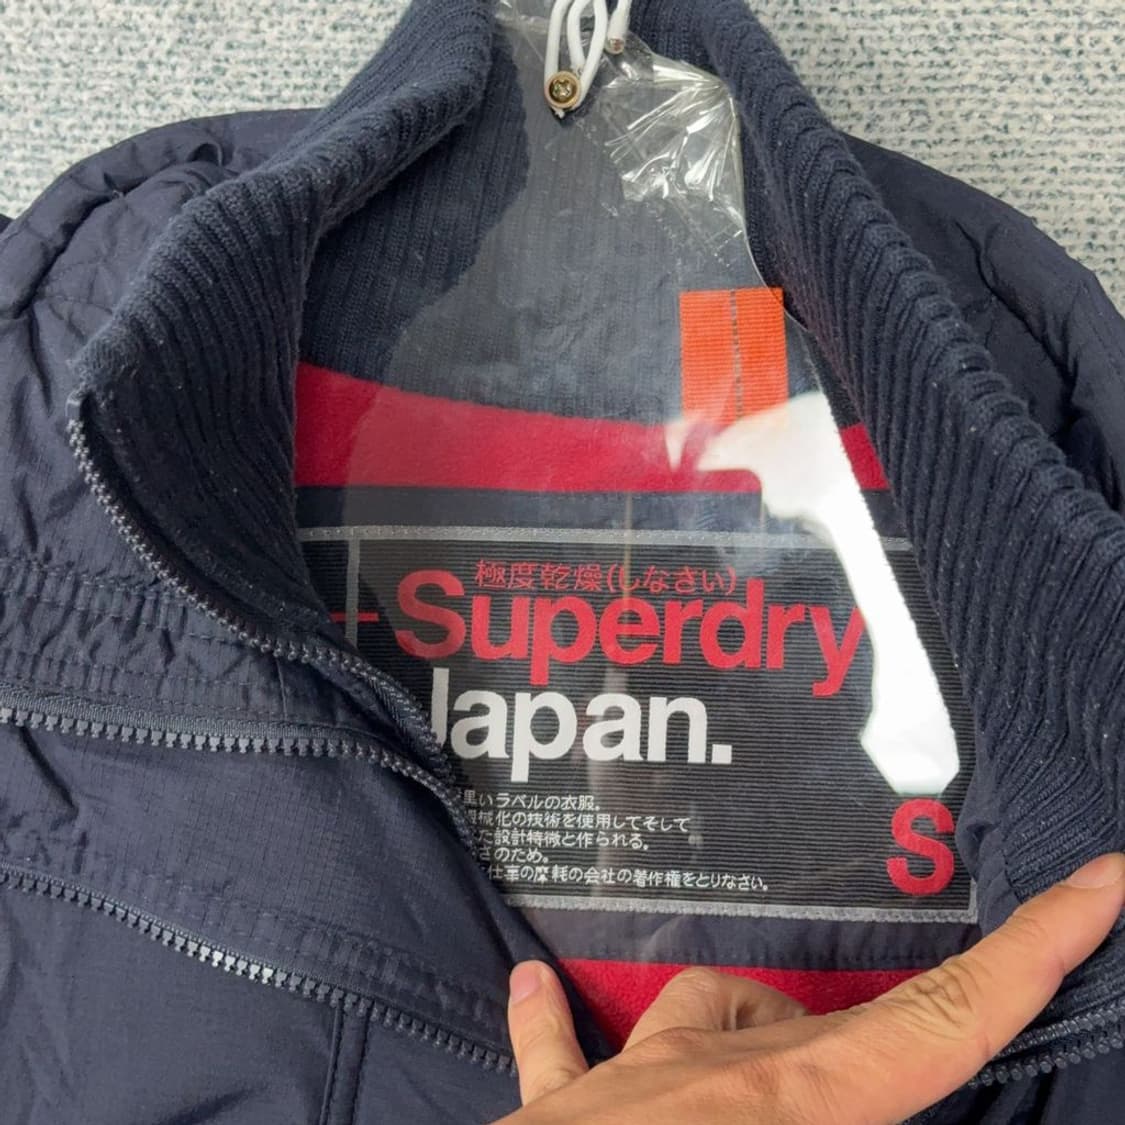 極度乾燥(しなさい)
Superdry
Japan.
黒いラベルの衣服。
機械化の技術を使用してそして
た設計特徴と作られる。
さのため。
仕革の摩耗の会社の著作権をとりなさい。
S